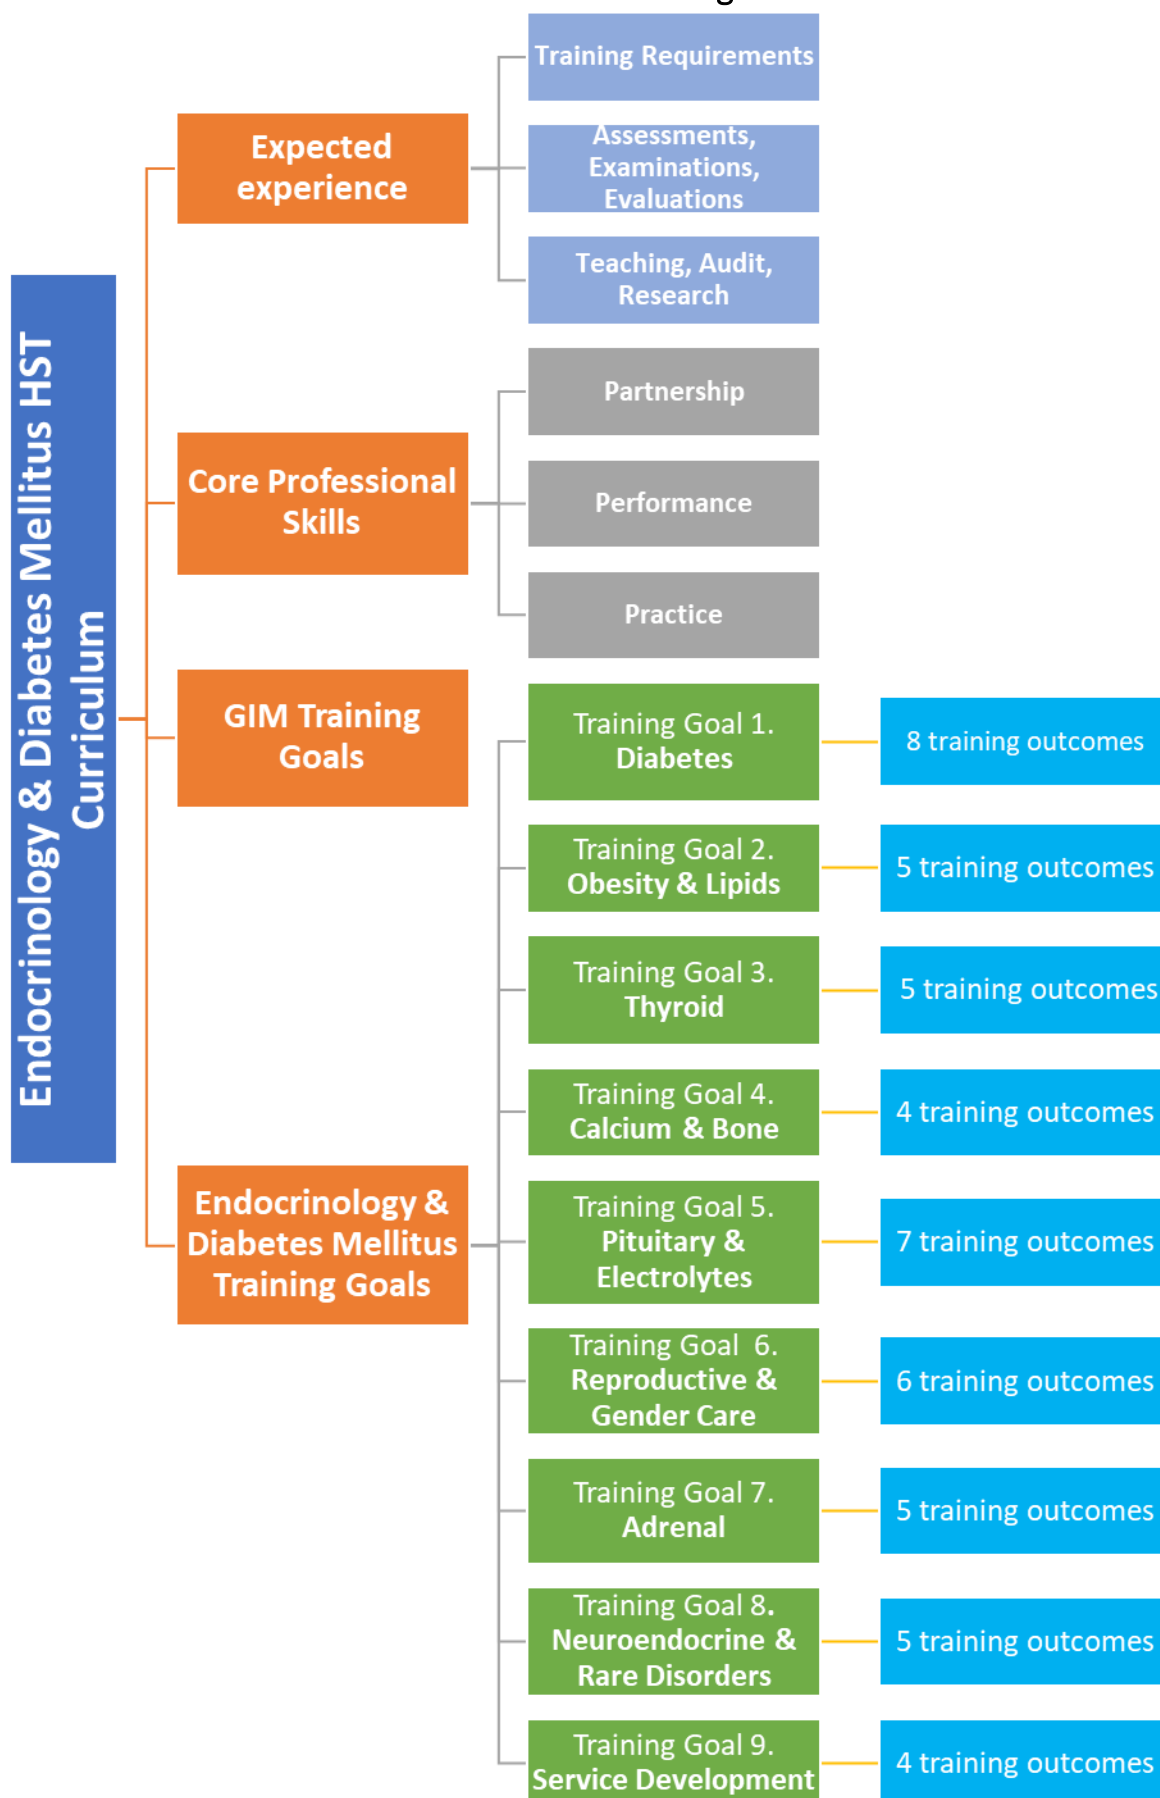 Endocrinology & Diabetes Mellitus HST
Curriculum
Expected
experience
Training Requirements
Assessments,
Examinations,
Evaluations
Teaching, Audit,
Research
Core Professional
Skills
Partnership
Performance
Practice
GIM Training
Goals
Endocrinology &
Diabetes Mellitus
Training Goals
Training Goal 1.
Diabetes
8 training outcomes
Training Goal 2.
Obesity & Lipids
5 training outcomes
Training Goal 3.
Thyroid
5 training outcomes
Training Goal 4.
Calcium & Bone
4 training outcomes
Training Goal 5.
Pituitary &
Electrolytes
7 training outcomes
Training Goal 6.
Reproductive &
Gender Care
6 training outcomes
Training Goal 7.
Adrenal
5 training outcomes
Training Goal 8.
Neuroendocrine &
Rare Disorders
5 training outcomes
Training Goal 9.
Service Development
4 training outcomes